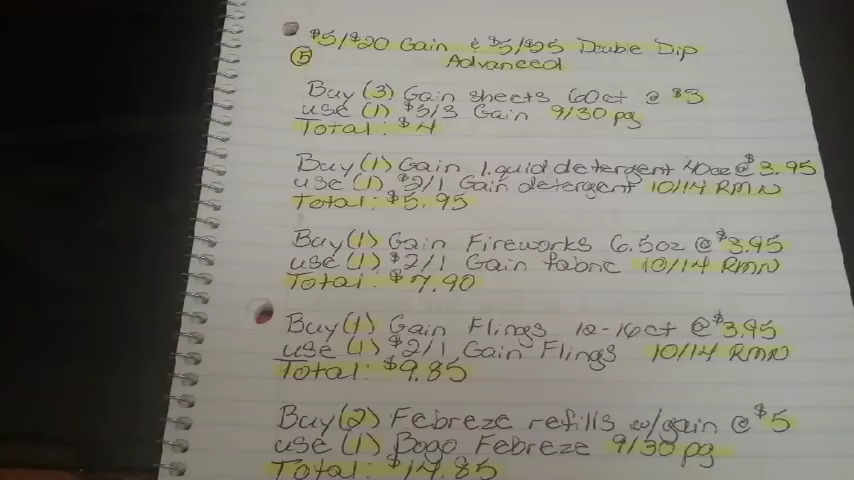 $5/$20 Gain & $5/$25 Double Dip
⑤ Advanced
Buy (3) Gain sheets 60ct @ $3
use (1) $5/3 Gain 9/30 pg
Total: $4
Buy (1) Gain liquid detergent 40oz @ $3.95
use (1) $2/1 Gain detergent 10/14 RMN
Total: $5.95
Buy (1) Gain Fireworks 6.5oz @ $3.95
use (1) $2/1 Gain fabric 10/14 RMN
Total: $7.90
Buy (1) Gain Flings 12-16ct @ $3.95
use (1) $2/1 Gain Flings 10/14 RMN
Total: $9.85
Buy (2) Febreze refills w/gain @ $5
use (1) Bogo Febreze 9/30 pg
Total: $14.85